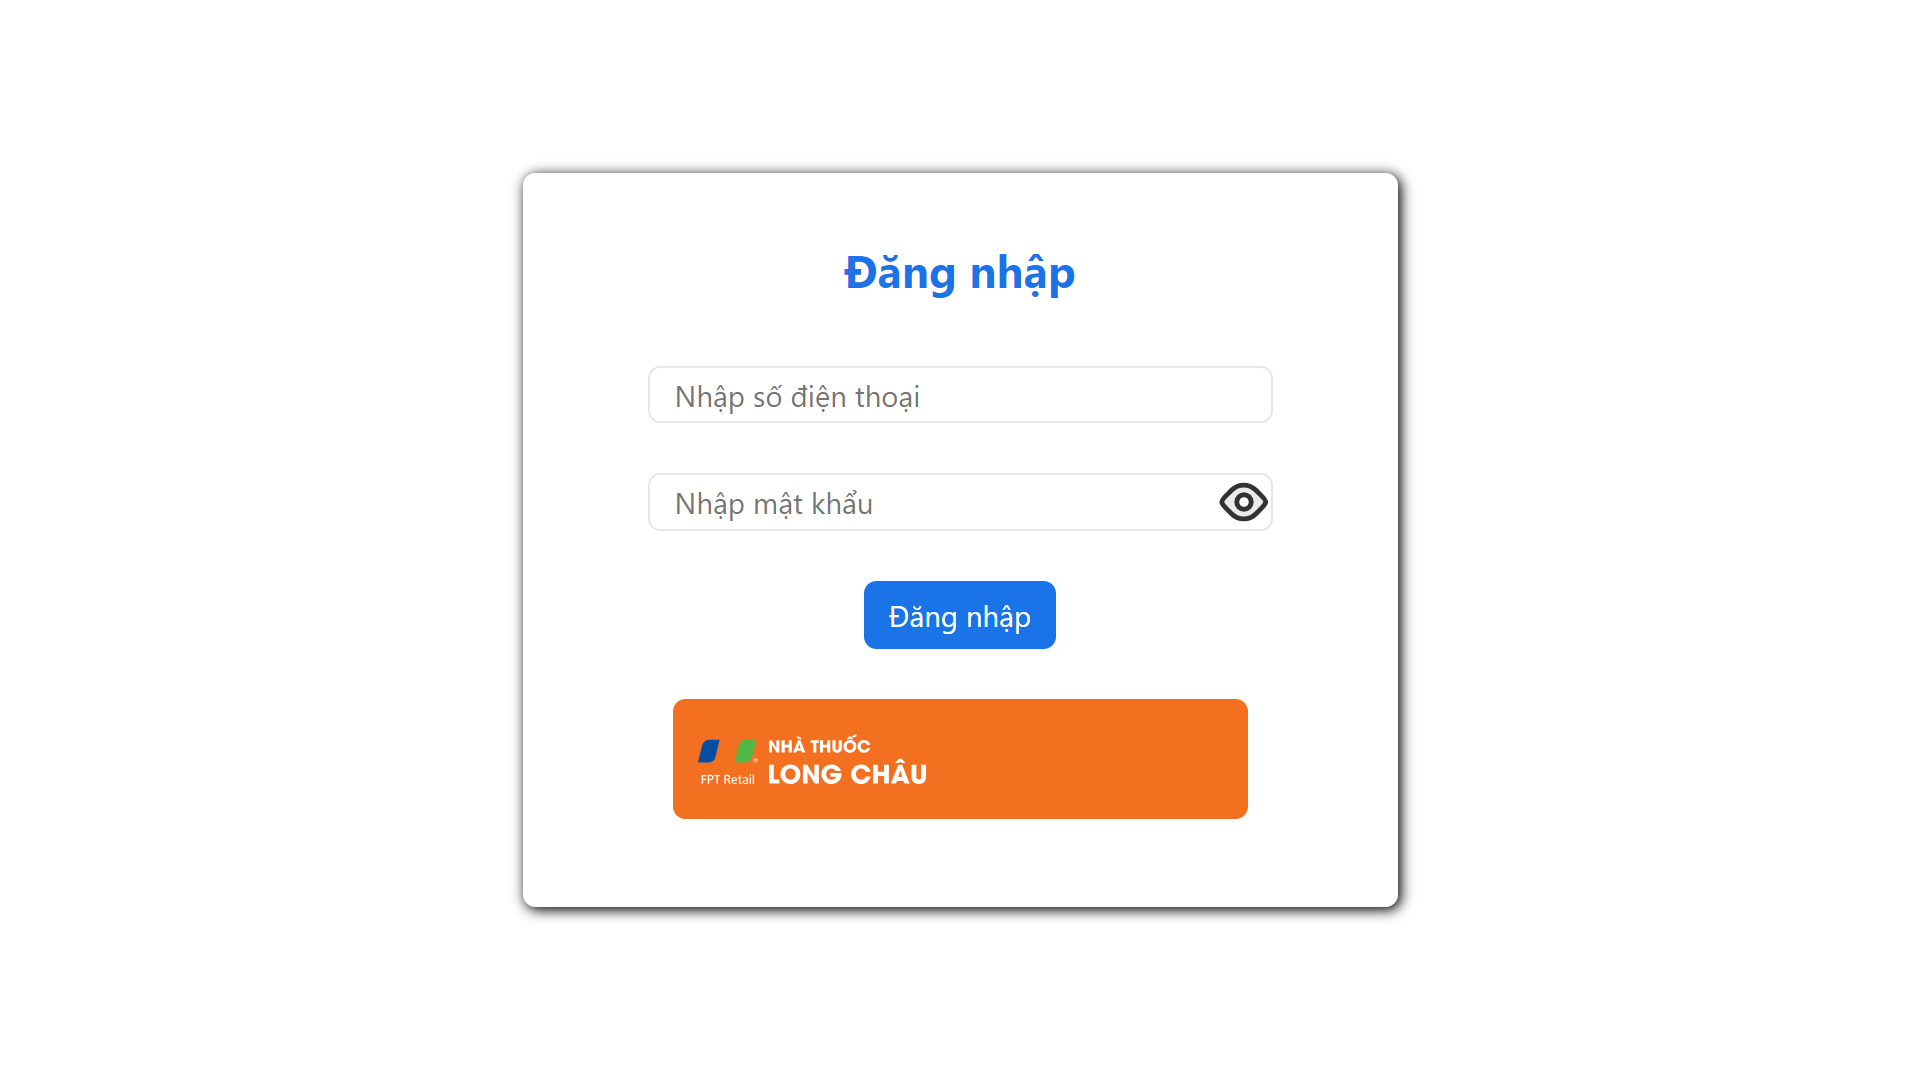 Đăng nhập
Nhập số điện thoại
Nhập mật khẩu
Đăng nhập
NHÀ THUỐC
FPT Retail
LONG CHÂU